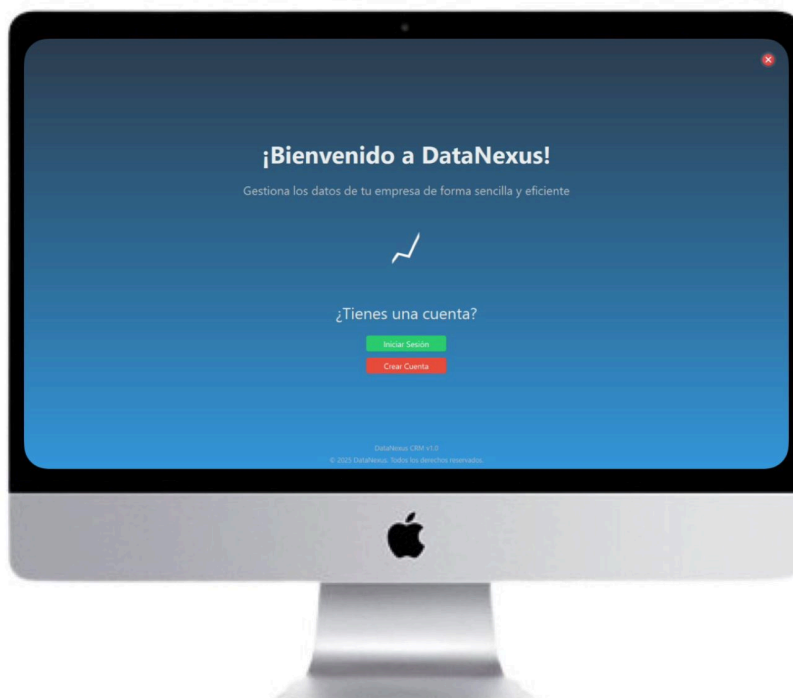 ¡Bienvenido a DataNexus!
Gestiona los datos de tu empresa de forma sencilla y eficiente
¿Tienes una cuenta?
Iniciar Sesión
Crear Cuenta
DataNexus CRM v1.0
© 2025 DataNexus. Todos los derechos reservados.